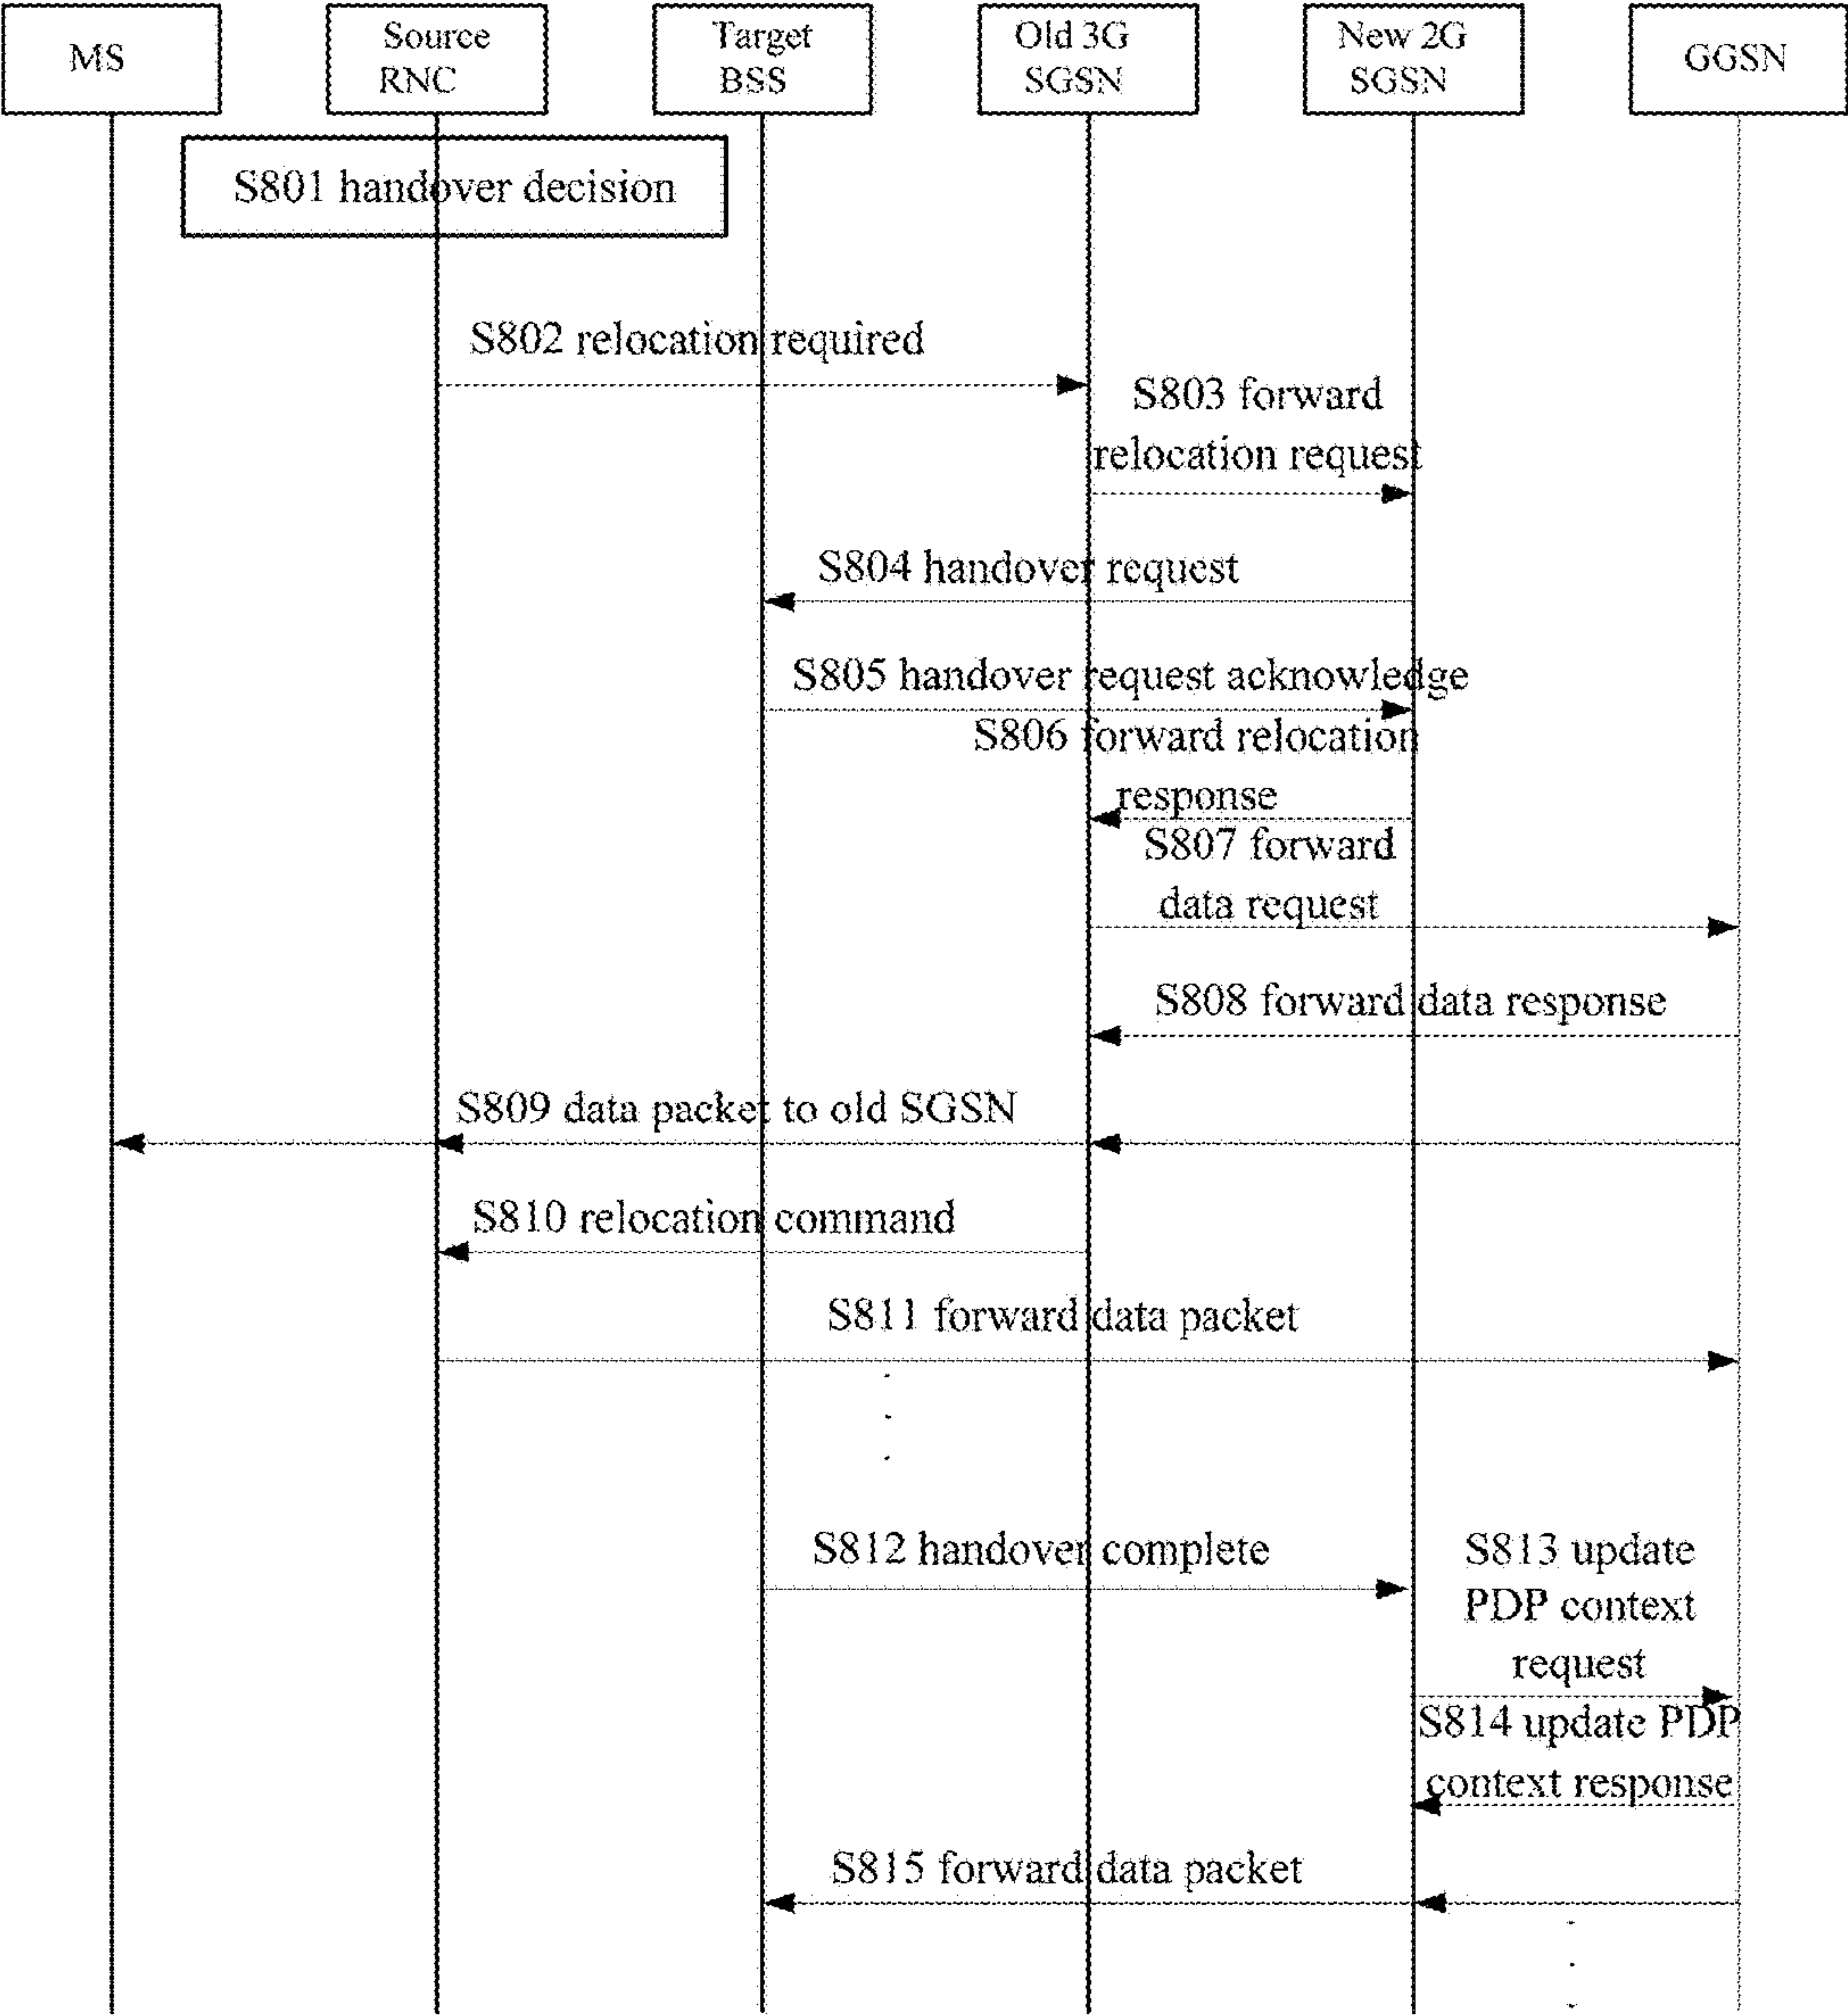 MS
Source
RNC
Target
BSS
Old 3G
SGSN
New 2G
SGSN
GGSN
S801 handover decision
S802 relocation required
S803 forward
relocation request
S804 handover request
S805 handover request acknowledge
S806 forward relocation
response
S807 forward
data request
S808 forward data response
S809 data packet to old SGSN
S810 relocation command
S811 forward data packet
S812 handover complete
S813 update
PDP context
request
S814 update PDP
context response
S815 forward data packet